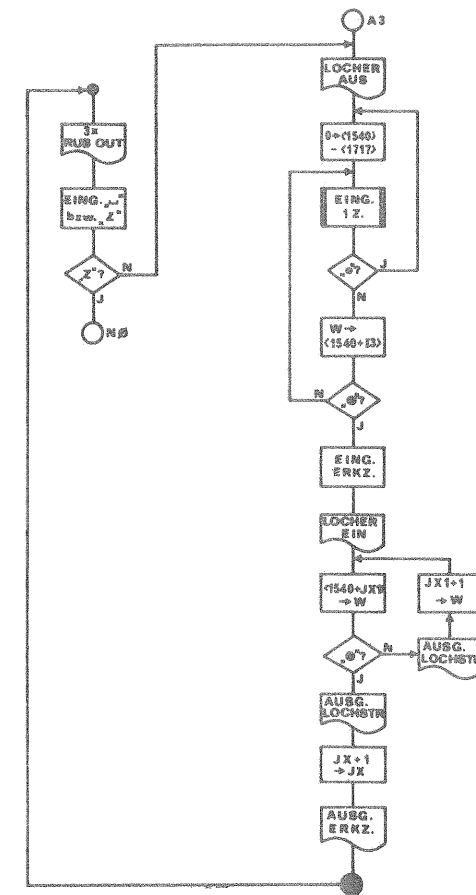 A3
LOCHER
AUS
0→<1540>
- <1717>
EING.
1 Z.
J
N
W →
<1540+I3>
N
J
EING.
ERKZ.
LOCHER
EIN
<1540+JX1>
→ W
N
J
JX1+1
→ W
AUSG.
LOCHSTR
AUSG.
LOCHSTR
JX+1
→ JX
AUSG.
ERKZ.
3x
RUB OUT
EING. „␣"
bzw. „Z"
„Z"?
N
J
NØ